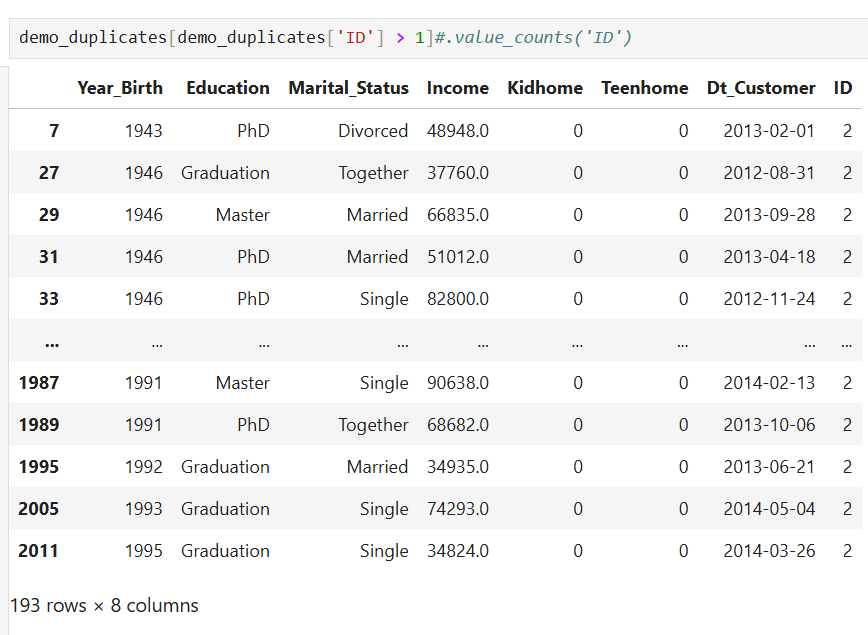 demo_duplicates[demo_duplicates['ID'] > 1]#.value_counts('ID')
Year_Birth Education Marital_Status Income Kidhome Teenhome Dt_Customer ID
7 1943 PhD Divorced 48948.0 0 0 2013-02-01 2
27 1946 Graduation Together 37760.0 0 0 2012-08-31 2
29 1946 Master Married 66835.0 0 0 2013-09-28 2
31 1946 PhD Married 51012.0 0 0 2013-04-18 2
33 1946 PhD Single 82800.0 0 0 2012-11-24 2
... ... ... ... ... ... ... ... ...
1987 1991 Master Single 90638.0 0 0 2014-02-13 2
1989 1991 PhD Together 68682.0 0 0 2013-10-06 2
1995 1992 Graduation Married 34935.0 0 0 2013-06-21 2
2005 1993 Graduation Single 74293.0 0 0 2014-05-04 2
2011 1995 Graduation Single 34824.0 0 0 2014-03-26 2
193 rows × 8 columns